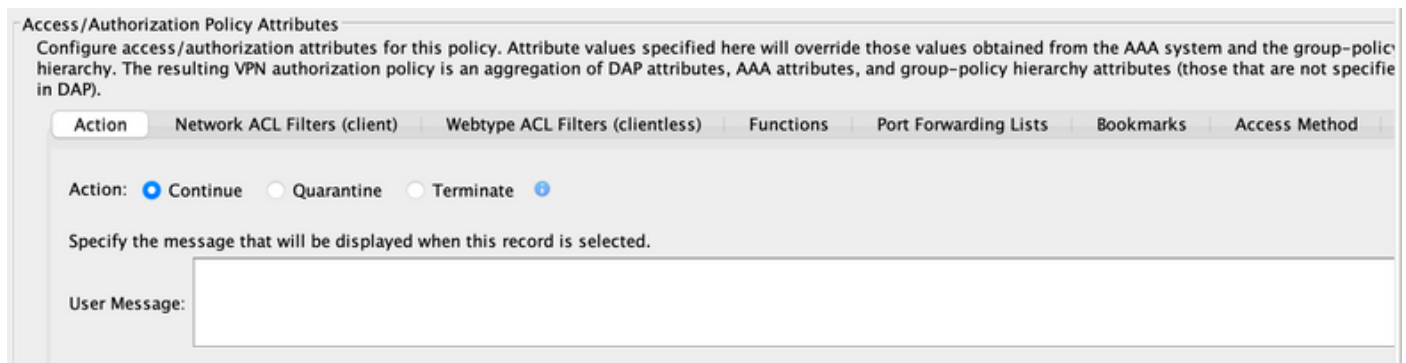 Access/Authorization Policy Attributes
Configure access/authorization attributes for this policy. Attribute values specified here will override those values obtained from the AAA system and the group-policy
hierarchy. The resulting VPN authorization policy is an aggregation of DAP attributes, AAA attributes, and group-policy hierarchy attributes (those that are not specifie
in DAP).
Action Network ACL Filters (client) Webtype ACL Filters (clientless) Functions Port Forwarding Lists Bookmarks Access Method
Action: Continue Quarantine Terminate
Specify the message that will be displayed when this record is selected.
User Message: